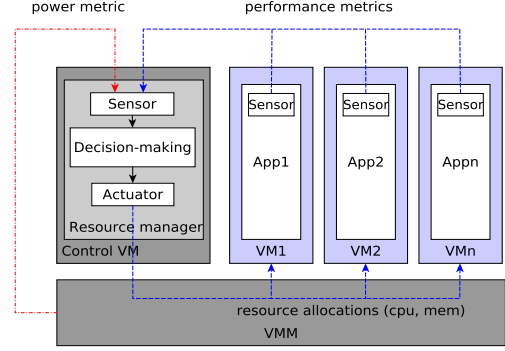 power metric
performance metrics
Sensor
Decision-making
Actuator
Resource manager
Control VM
Sensor
App1
VM1
Sensor
App2
VM2
Sensor
Appn
VMn
resource allocations (cpu, mem)
VMM